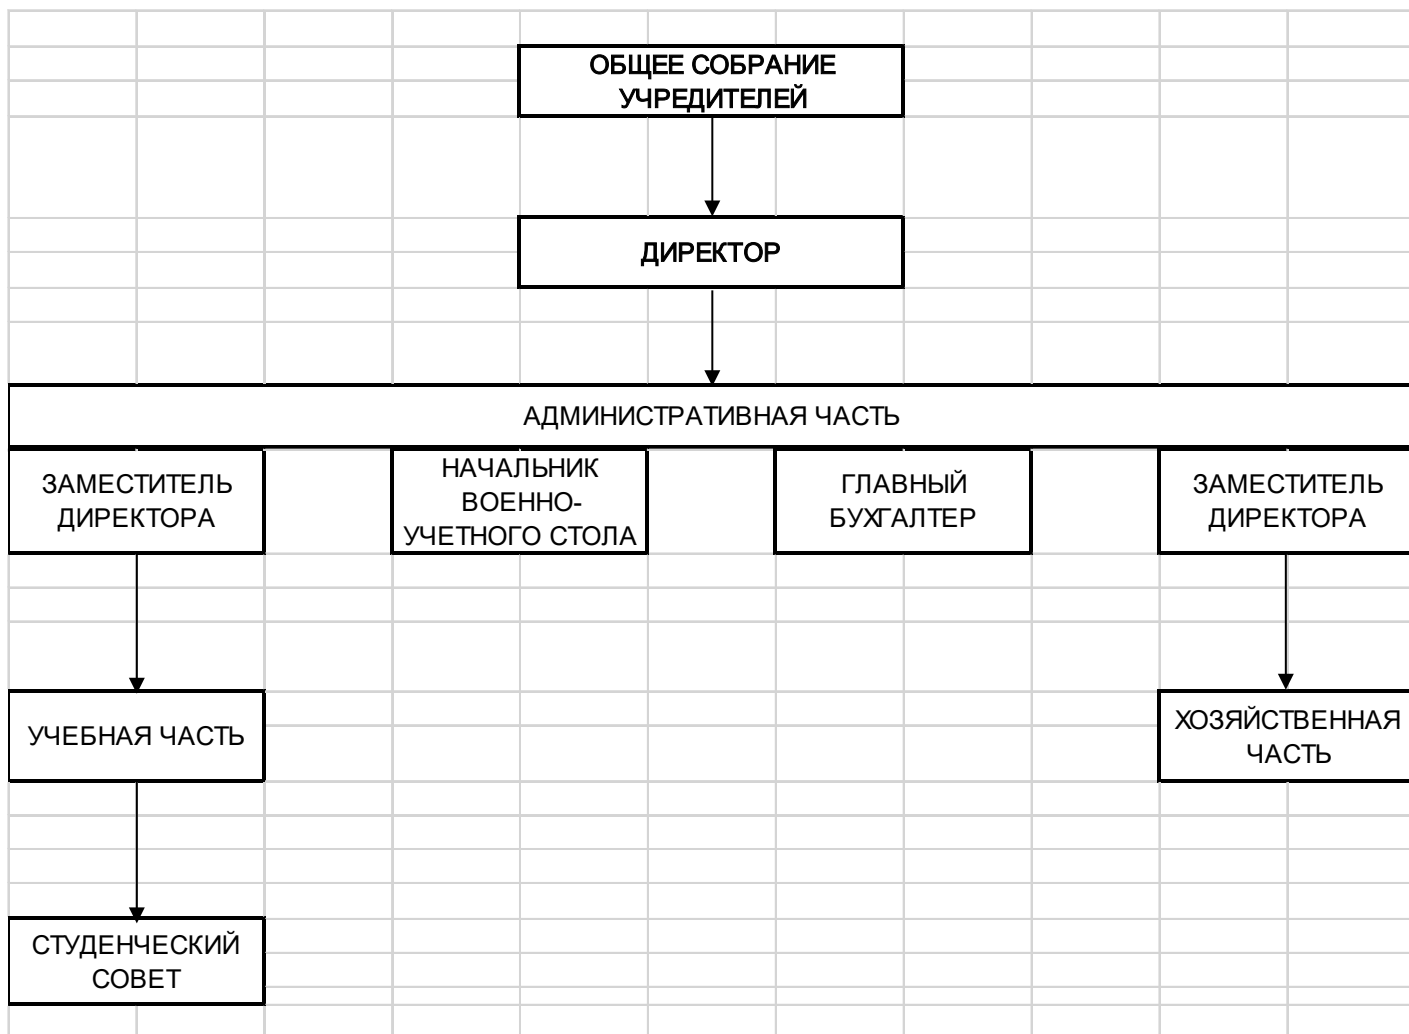 ОБЩЕЕ СОБРАНИЕ
УЧРЕДИТЕЛЕЙ
ДИРЕКТОР
АДМИНИСТРАТИВНАЯ ЧАСТЬ
ЗАМЕСТИТЕЛЬ
ДИРЕКТОРА
НАЧАЛЬНИК
ВОЕННО-
УЧЕТНОГО СТОЛА
ГЛАВНЫЙ
БУХГАЛТЕР
ЗАМЕСТИТЕЛЬ
ДИРЕКТОРА
УЧЕБНАЯ ЧАСТЬ
ХОЗЯЙСТВЕННАЯ
ЧАСТЬ
СТУДЕНЧЕСКИЙ
СОВЕТ